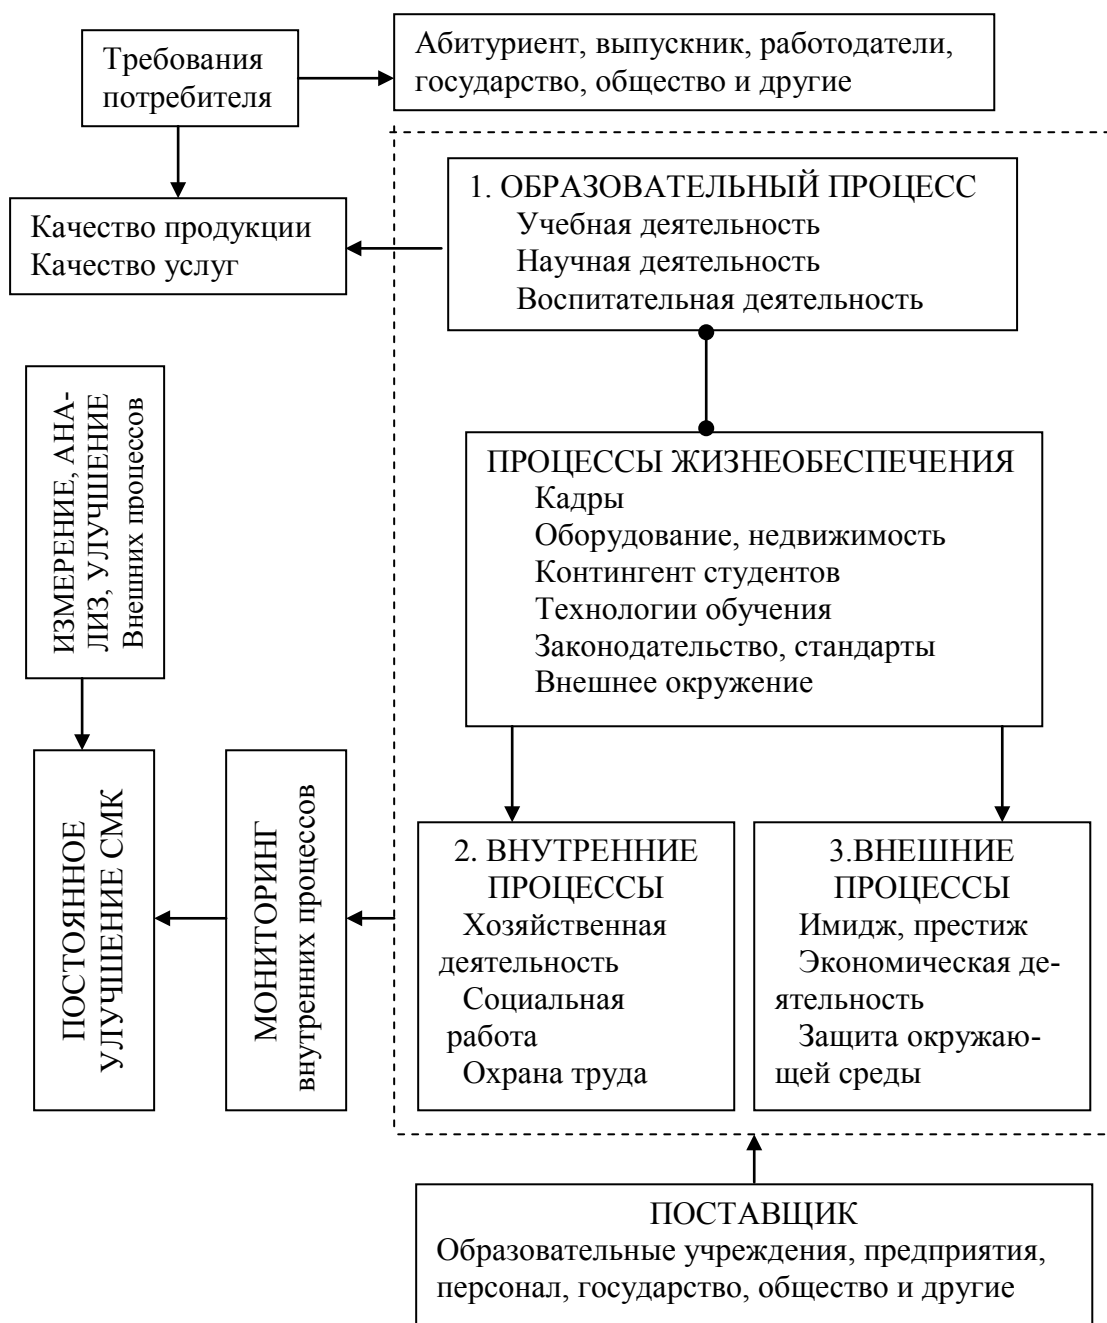 Требования
потребителя
Абитуриент, выпускник, работодатели,
государство, общество и другие
Качество продукции
Качество услуг
1. ОБРАЗОВАТЕЛЬНЫЙ ПРОЦЕСС
Учебная деятельность
Научная деятельность
Воспитательная деятельность
ИЗМЕРЕНИЕ, АНА-
ЛИЗ, УЛУЧШЕНИЕ
Внешних процессов
ПРОЦЕССЫ ЖИЗНЕОБЕСПЕЧЕНИЯ
Кадры
Оборудование, недвижимость
Контингент студентов
Технологии обучения
Законодательство, стандарты
Внешнее окружение
ПОСТОЯННОЕ
УЛУЧШЕНИЕ СМК
МОНИТОРИНГ
внутренних процессов
2. ВНУТРЕННИЕ
ПРОЦЕССЫ
Хозяйственная
деятельность
Социальная
работа
Охрана труда
3.ВНЕШНИЕ
ПРОЦЕССЫ
Имидж, престиж
Экономическая де-
ятельность
Защита окружаю-
щей среды
ПОСТАВЩИК
Образовательные учреждения, предприятия,
персонал, государство, общество и другие